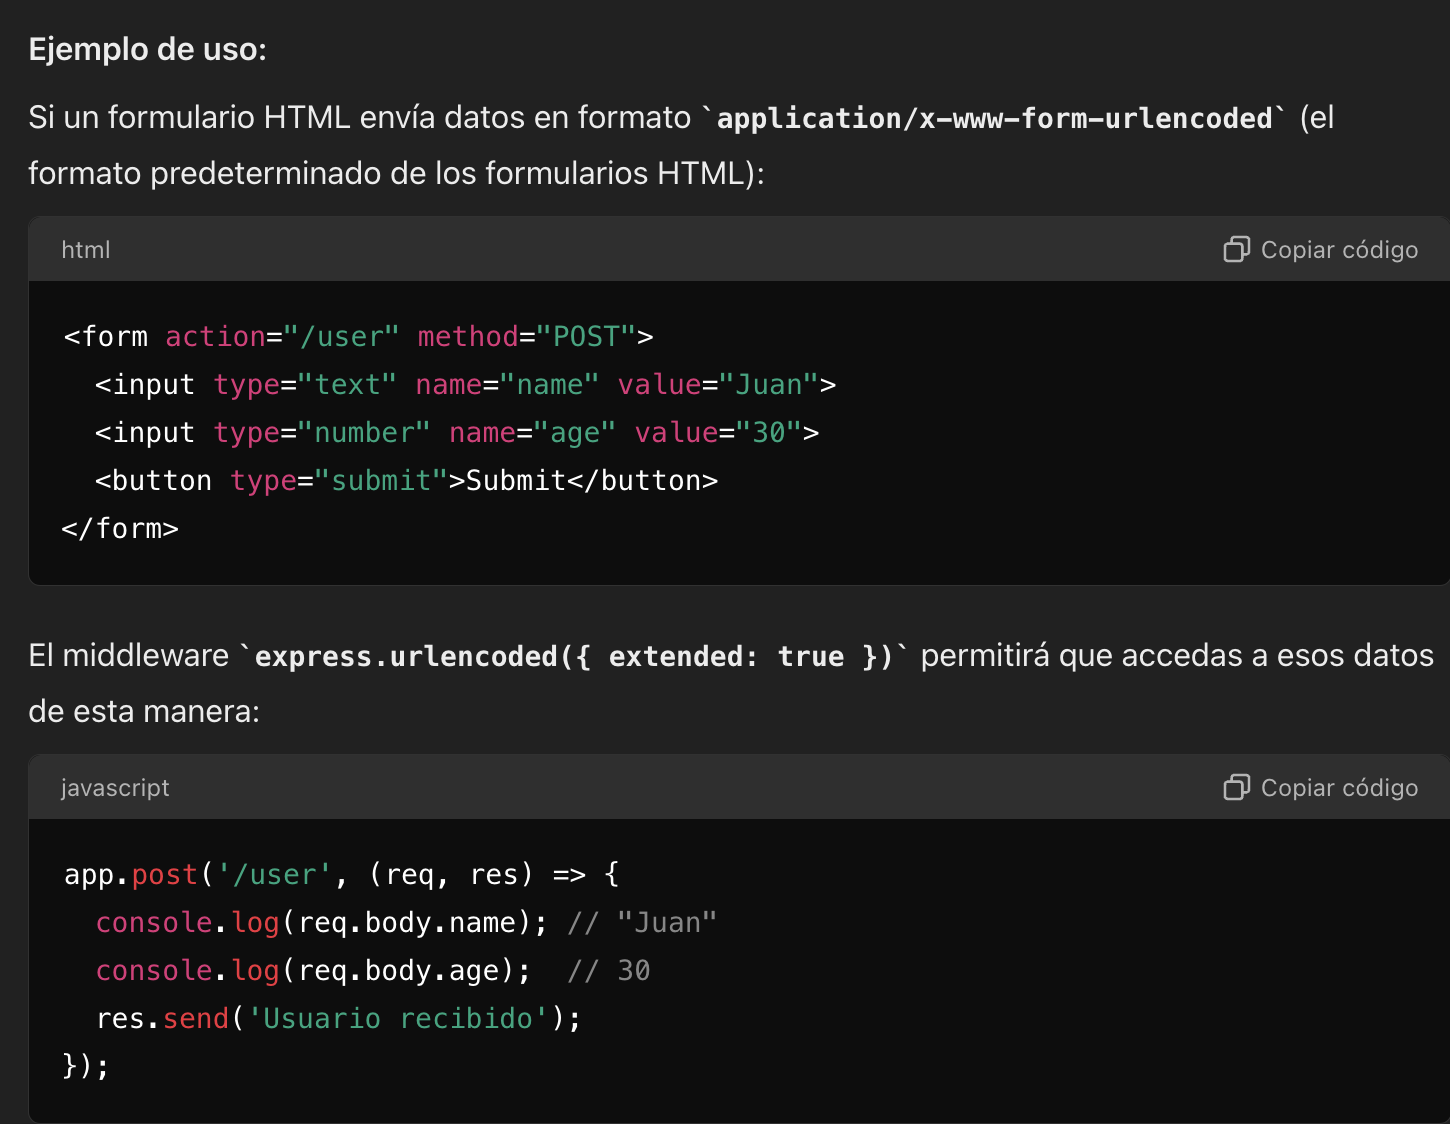 Ejemplo de uso:
Si un formulario HTML envía datos en formato `application/x-www-form-urlencoded` (el
formato predeterminado de los formularios HTML):
html
Copiar código
<form action="/user" method="POST">
  <input type="text" name="name" value="Juan">
  <input type="number" name="age" value="30">
  <button type="submit">Submit</button>
</form>
El middleware `express.urlencoded({ extended: true })` permitirá que accedas a esos datos
de esta manera:
javascript
Copiar código
app.post('/user', (req, res) => {
  console.log(req.body.name); // "Juan"
  console.log(req.body.age);  // 30
  res.send('Usuario recibido');
});